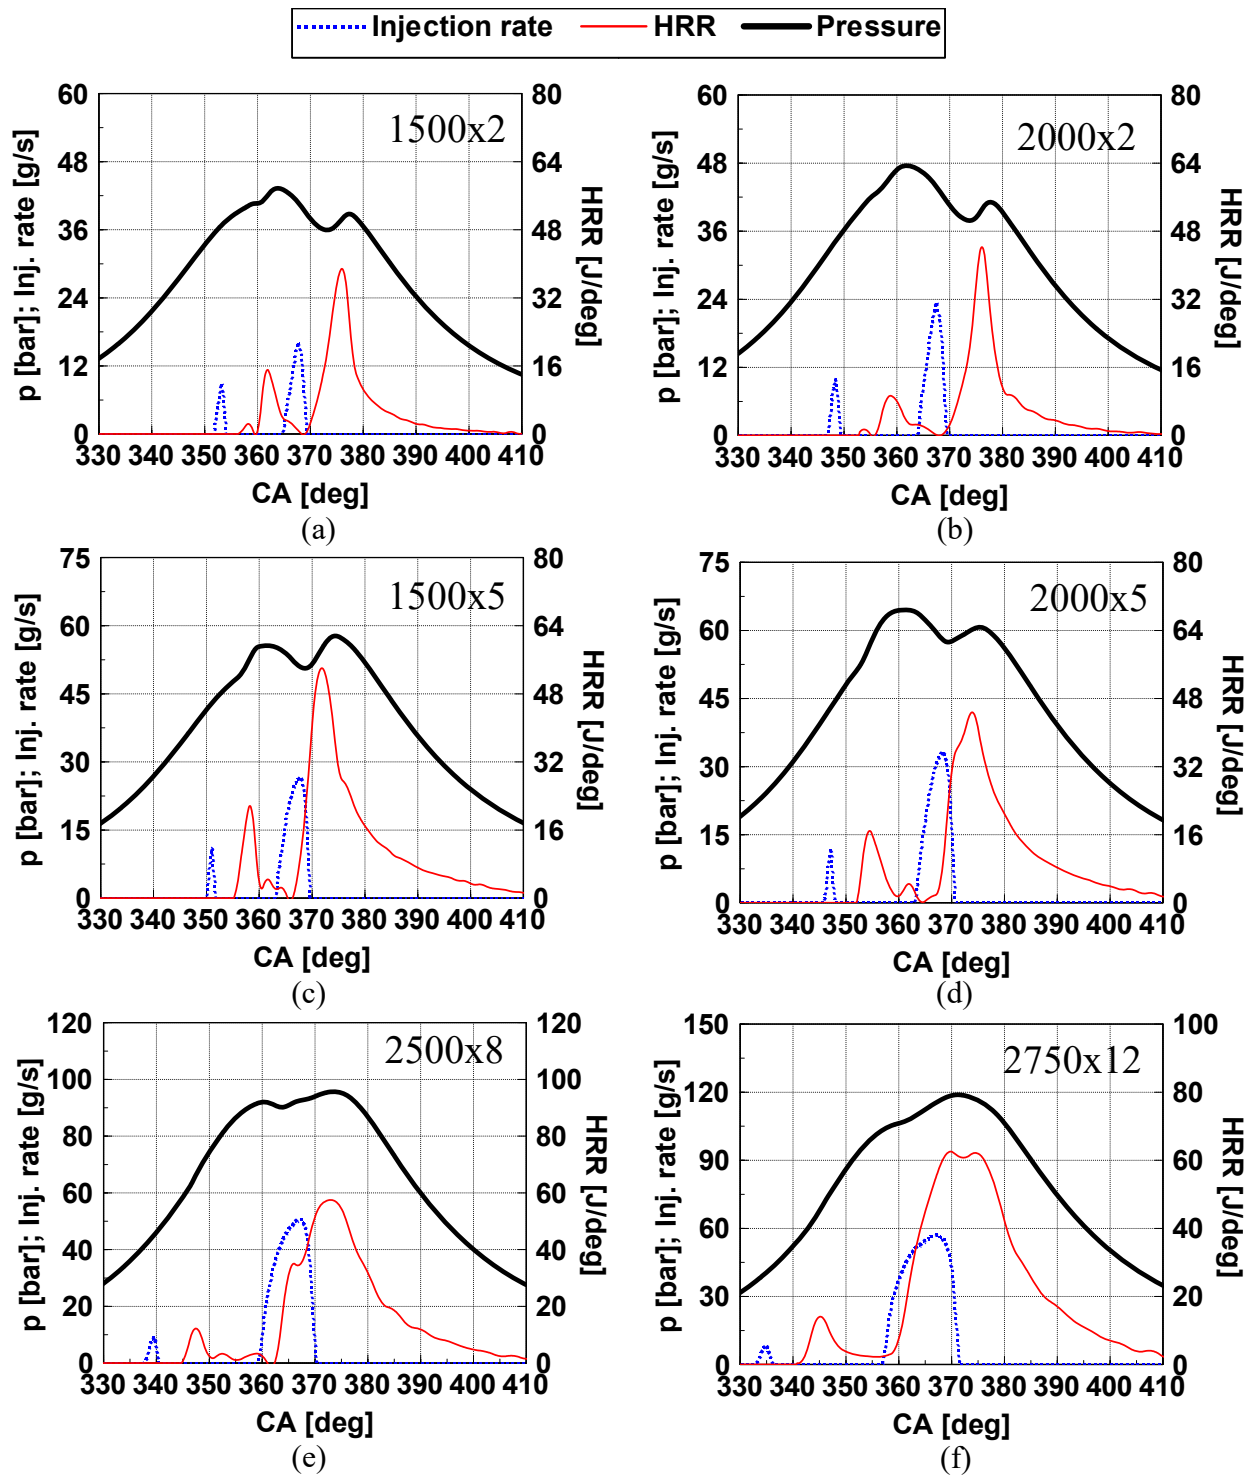 Injection rate HRR Pressure
1500x2
60
48
36
24
12
0
80
64
48
32
16
0
p [bar]; Inj. rate [g/s]
HRR [J/deg]
330 340 350 360 370 380 390 400 410
CA [deg]
(a)
2000x2
60
48
36
24
12
0
80
64
48
32
16
0
p [bar]; Inj. rate [g/s]
HRR [J/deg]
330 340 350 360 370 380 390 400 410
CA [deg]
(b)
1500x5
75
60
45
30
15
0
80
64
48
32
16
0
p [bar]; Inj. rate [g/s]
HRR [J/deg]
330 340 350 360 370 380 390 400 410
CA [deg]
(c)
2000x5
75
60
45
30
15
0
80
64
48
32
16
0
p [bar]; Inj. rate [g/s]
HRR [J/deg]
330 340 350 360 370 380 390 400 410
CA [deg]
(d)
2500x8
120
100
80
60
40
20
0
120
100
80
60
40
20
0
p [bar]; Inj. rate [g/s]
HRR [J/deg]
330 340 350 360 370 380 390 400 410
CA [deg]
(e)
2750x12
150
120
90
60
30
0
100
80
60
40
20
0
p [bar]; Inj. rate [g/s]
HRR [J/deg]
330 340 350 360 370 380 390 400 410
CA [deg]
(f)